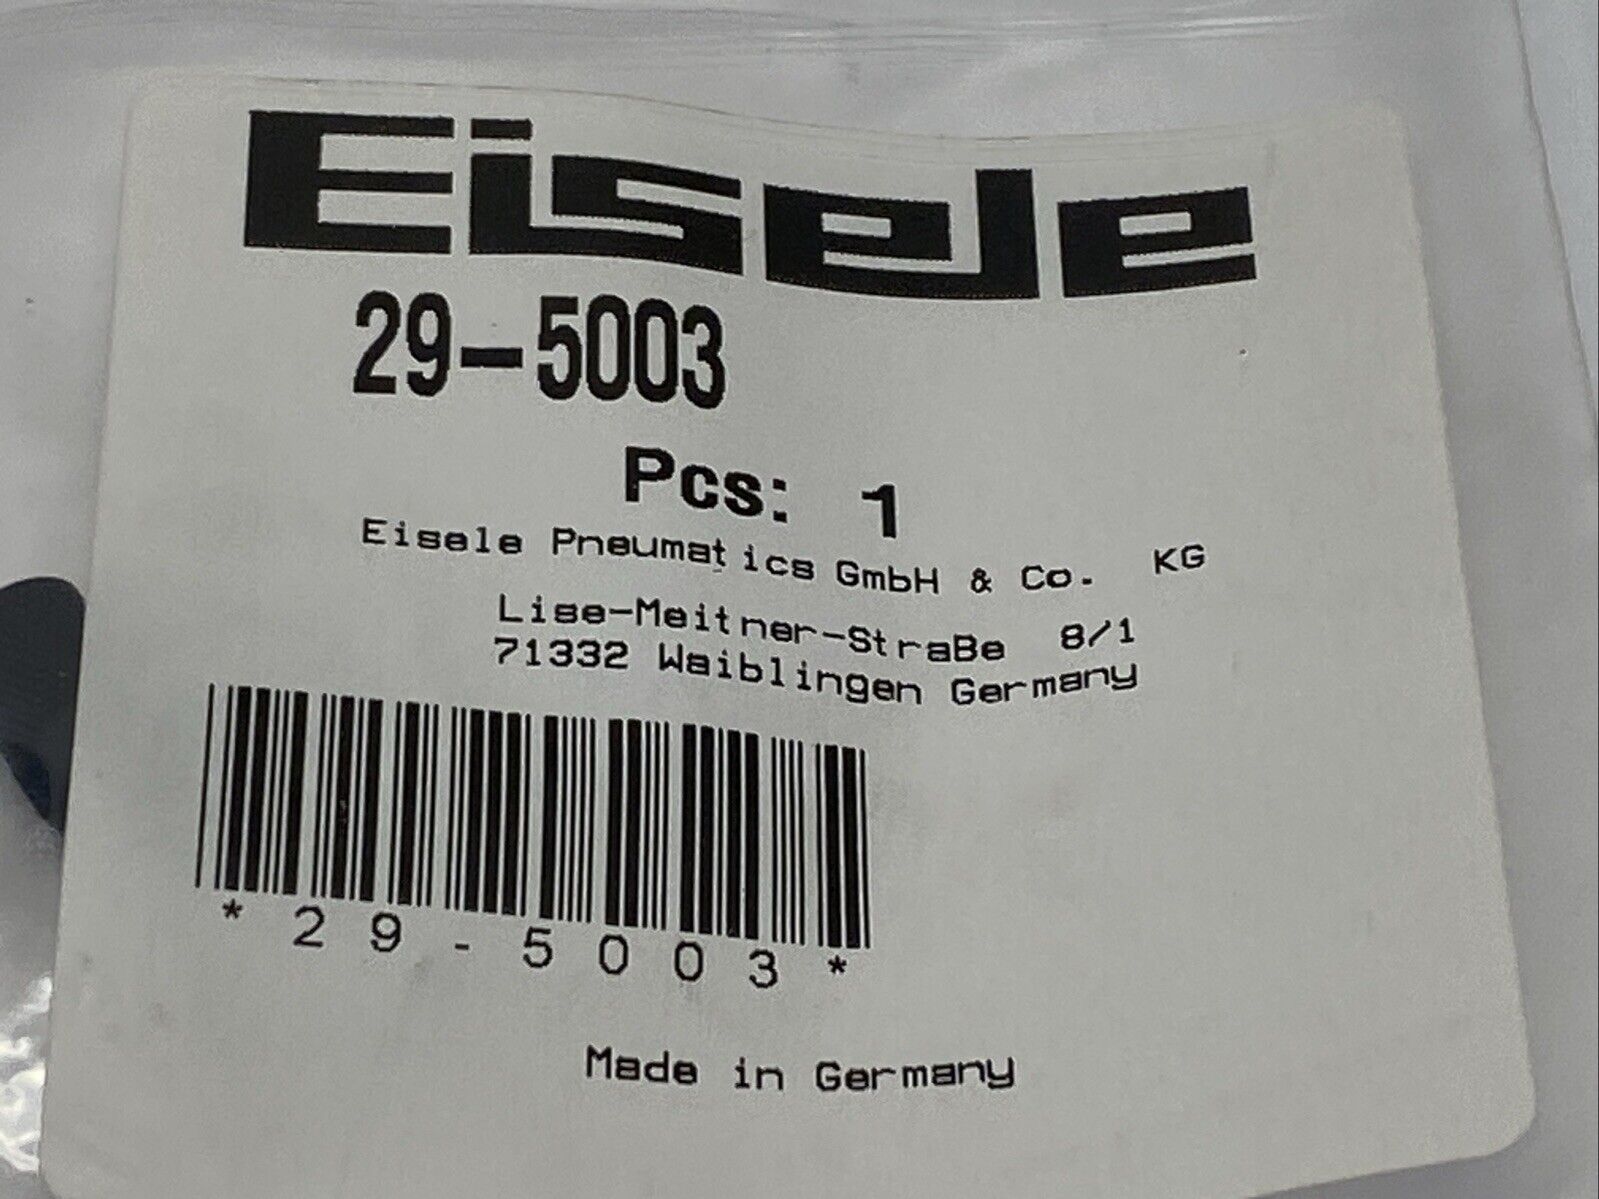 Eisele
29-5003
Pcs: 1
Eisele Pneumatics GmbH & Co. KG
Lise-Meitner-Straße 8/1
71332 Waiblingen Germany
*29-5003*
Made in Germany